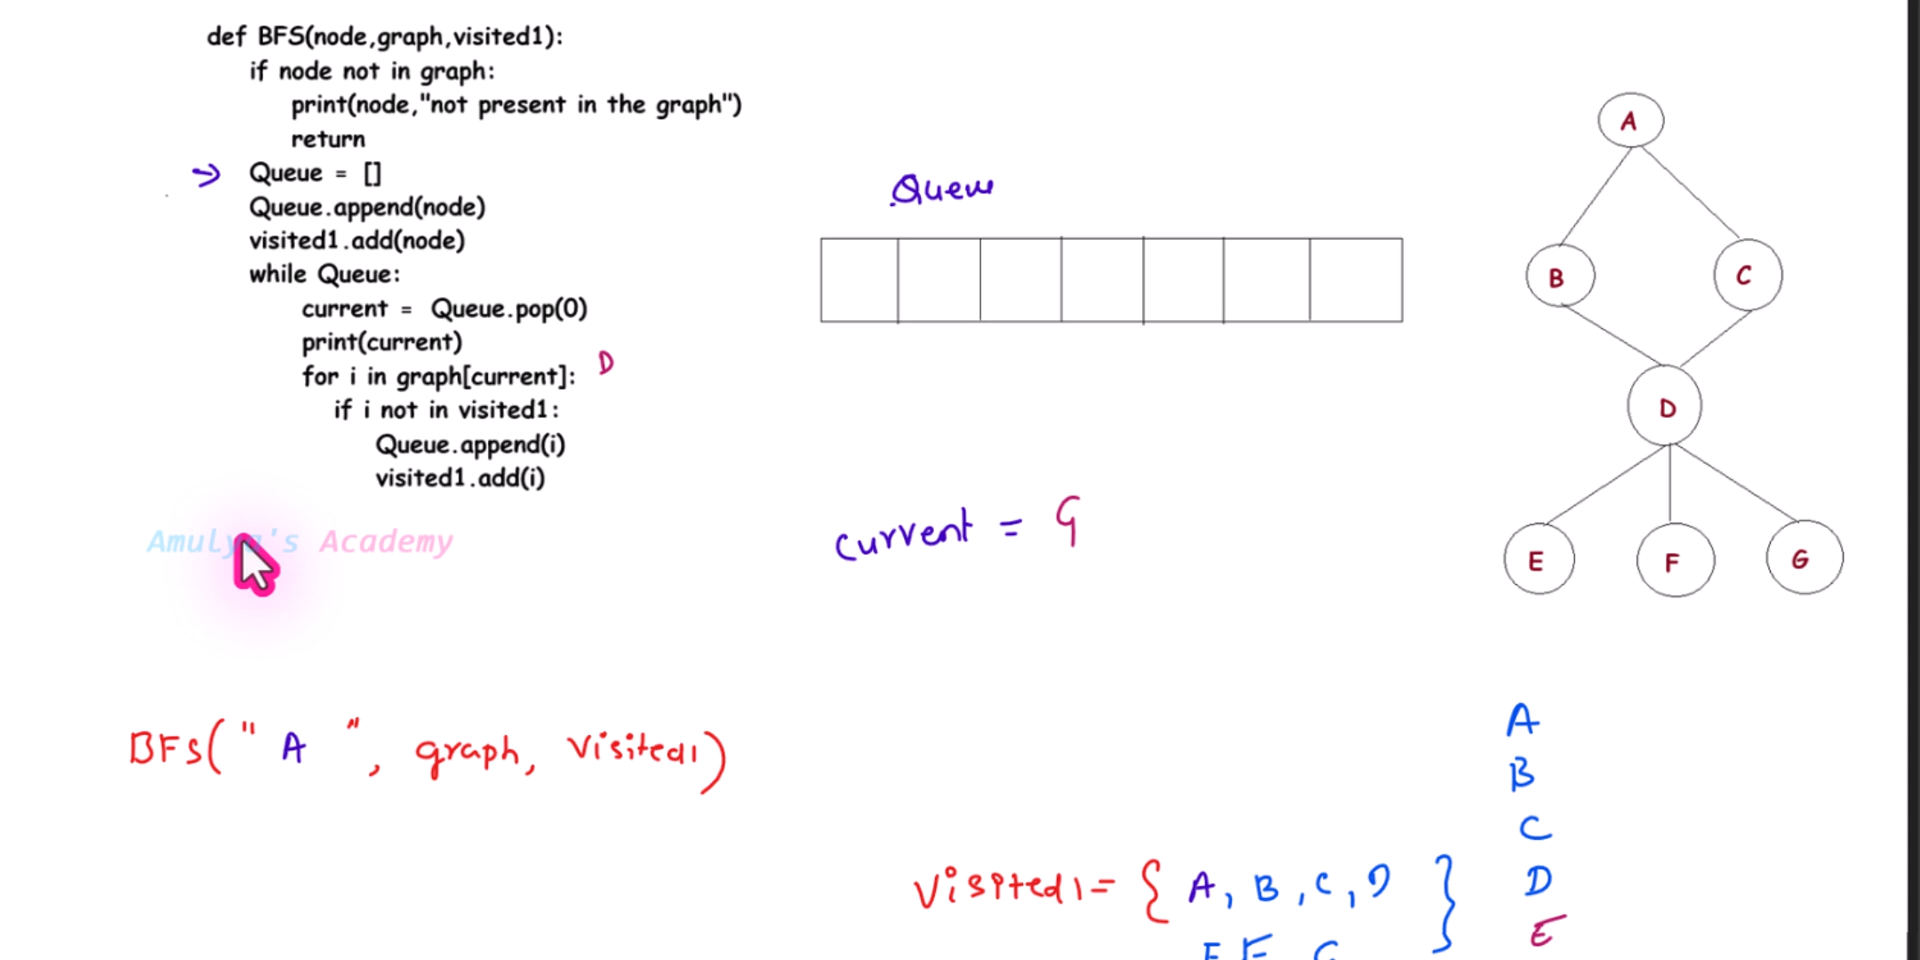 def BFS(node,graph,visited1):
if node not in graph:
print(node,"not present in the graph")
return
Queue = []
Queue.append(node)
visited1.add(node)
while Queue:
current = Queue.pop(0)
print(current)
for i in graph[current]: D
if i not in visited1:
Queue.append(i)
visited1.add(i)
Amulya's Academy
BFS("A", graph, visited1)
Queue
current = G
A
B C
D
E F G
A
B
C
D
E
Visited1 = { A, B, C, D }
E F G